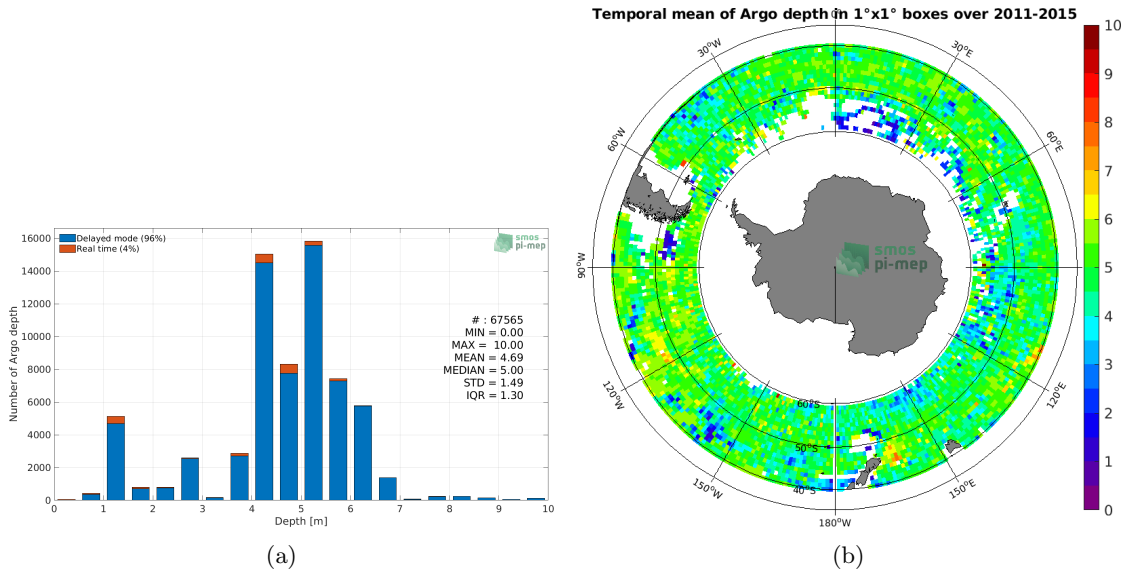 Temporal mean of Argo depth in 1°x1° boxes over 2011-2015
0°
30°W
30°E
60°W
60°E
90°W
120°W
120°E
150°W
150°E
180°W
60°S
50°S
40°S
smos
pi-mep
10
9
8
7
6
5
4
3
2
1
0
Delayed mode (96%)
Real time (4%)
smos
pi-mep
# : 67565
MIN = 0.00
MAX = 10.00
MEAN = 4.69
MEDIAN = 5.00
STD = 1.49
IQR = 1.30
Number of Argo depth
16000
14000
12000
10000
8000
6000
4000
2000
0
1 2 3 4 5 6 7 8 9 10
Depth [m]
(a)
(b)